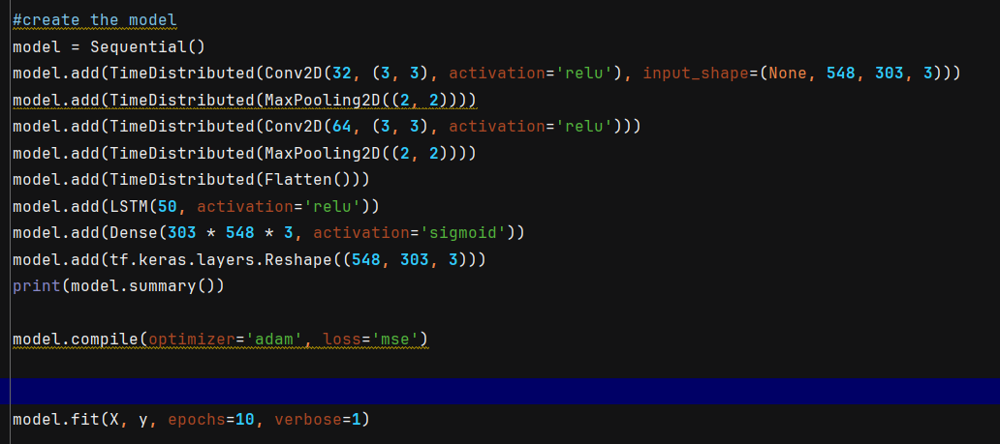 #create the model
model = Sequential()
model.add(TimeDistributed(Conv2D(32, (3, 3), activation='relu'), input_shape=(None, 548, 303, 3)))
model.add(TimeDistributed(MaxPooling2D((2, 2))))
model.add(TimeDistributed(Conv2D(64, (3, 3), activation='relu')))
model.add(TimeDistributed(MaxPooling2D((2, 2))))
model.add(TimeDistributed(Flatten()))
model.add(LSTM(50, activation='relu'))
model.add(Dense(303 * 548 * 3, activation='sigmoid'))
model.add(tf.keras.layers.Reshape((548, 303, 3)))
print(model.summary())
model.compile(optimizer='adam', loss='mse')
model.fit(X, y, epochs=10, verbose=1)